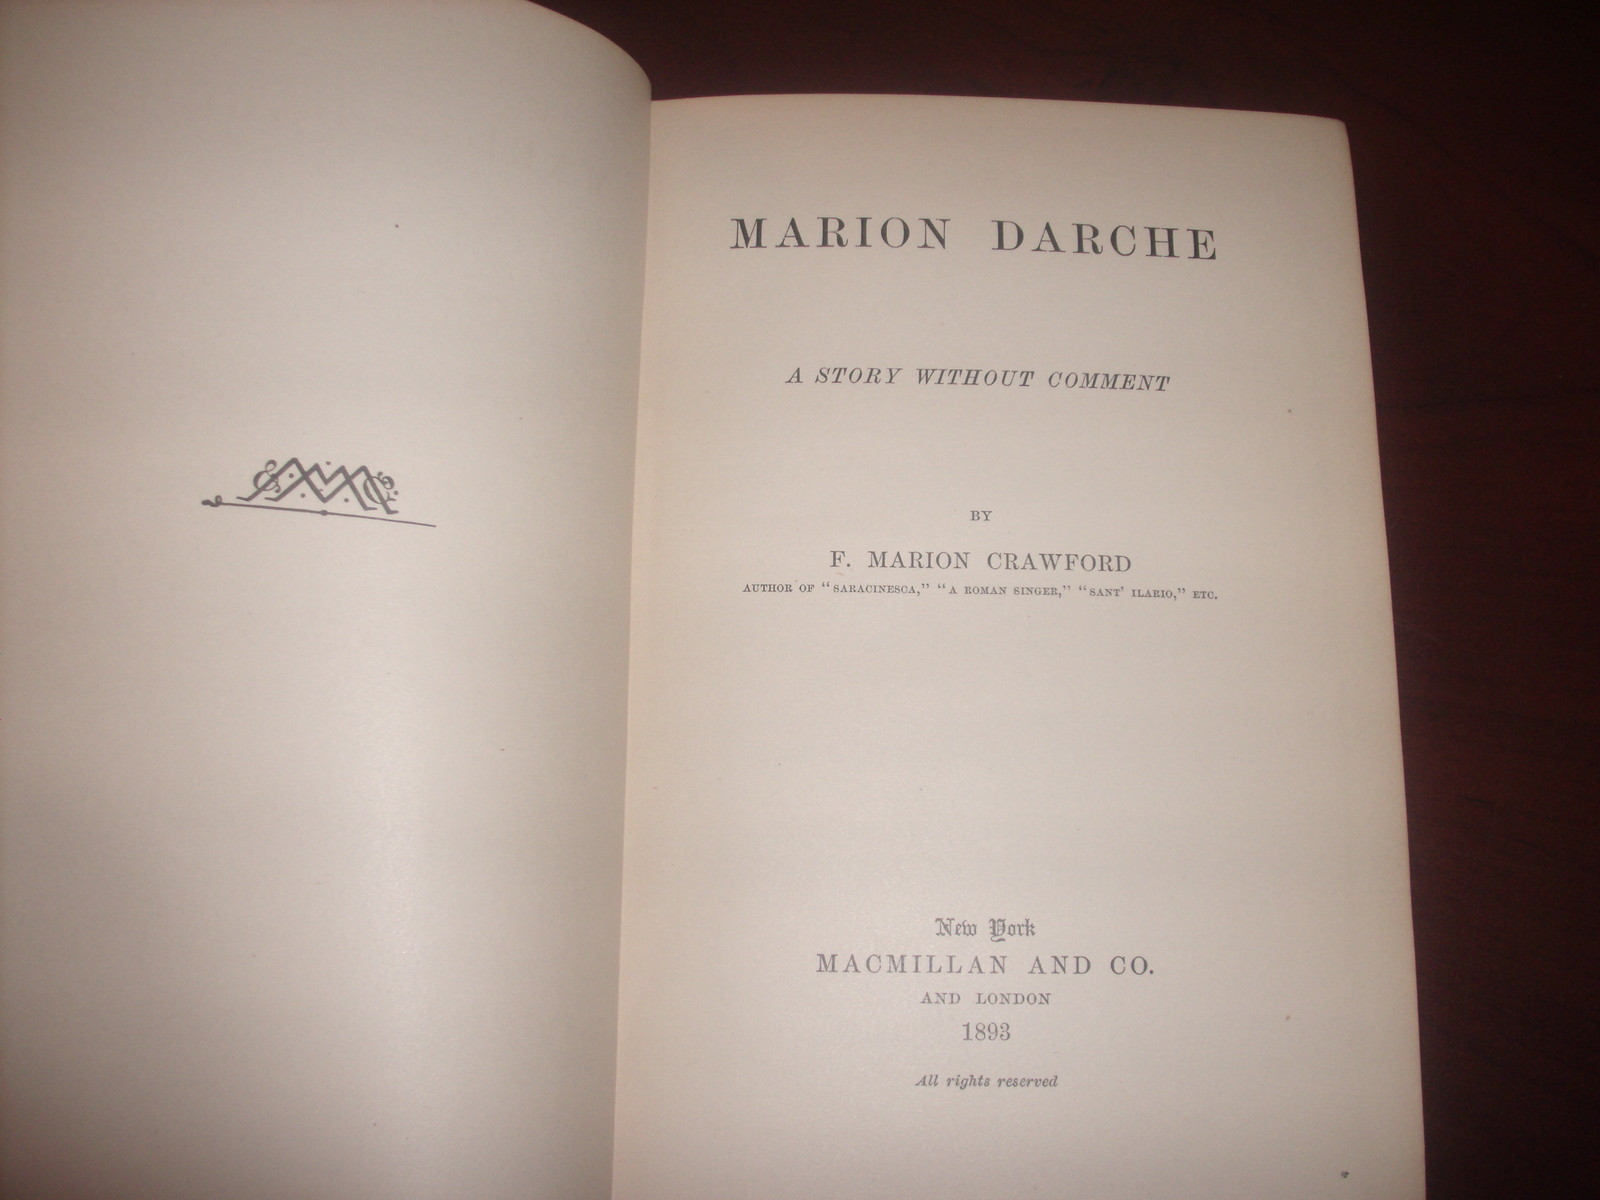 MARION DARCHE
A STORY WITHOUT COMMENT
BY
F. MARION CRAWFORD
AUTHOR OF "SARACINESCA," "A ROMAN SINGER," "SANT' ILARIO," ETC.
New York
MACMILLAN AND CO.
AND LONDON
1893
All rights reserved